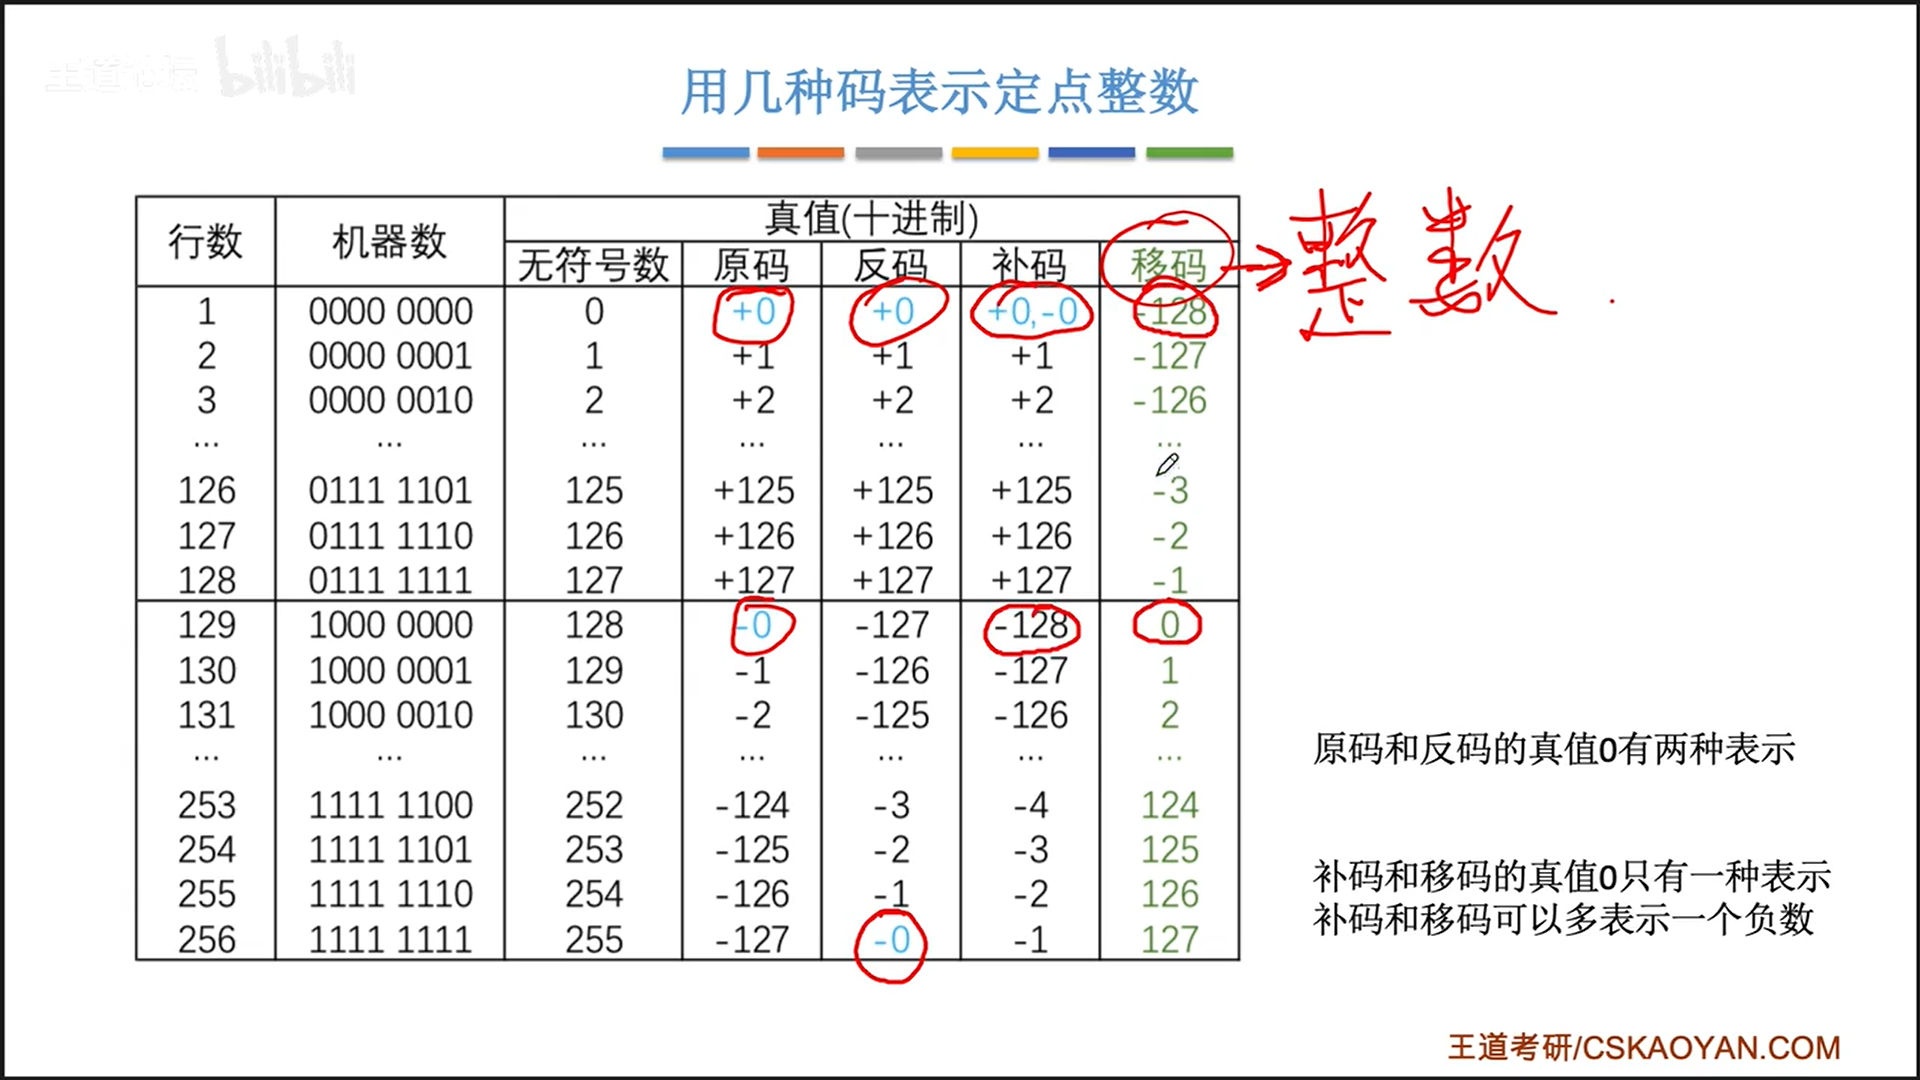 王道论坛 bilibili
用几种码表示定点整数
行数 机器数 真值(十进制)
无符号数 原码 反码 补码 移码 整数
1 0000 0000 0 +0 +0 +0,-0 -128
2 0000 0001 1 +1 +1 +1 -127
3 0000 0010 2 +2 +2 +2 -126
... ... ... ... ... ... ...
126 0111 1101 125 +125 +125 +125 -3
127 0111 1110 126 +126 +126 +126 -2
128 0111 1111 127 +127 +127 +127 -1
129 1000 0000 128 -0 -127 -128 0
130 1000 0001 129 -1 -126 -127 1
131 1000 0010 130 -2 -125 -126 2
... ... ... ... ... ... ...
253 1111 1100 252 -124 -3 -4 124
254 1111 1101 253 -125 -2 -3 125
255 1111 1110 254 -126 -1 -2 126
256 1111 1111 255 -127 -0 -1 127
原码和反码的真值0有两种表示
补码和移码的真值0只有一种表示
补码和移码可以多表示一个负数
王道考研/CSKAOYAN.COM